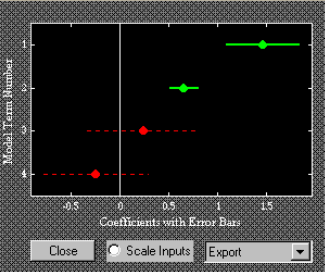 1
2
3
4
Model Term Number
-0.5 0 0.5 1 1.5
Coefficients with Error Bars
Close Scale Inputs Export